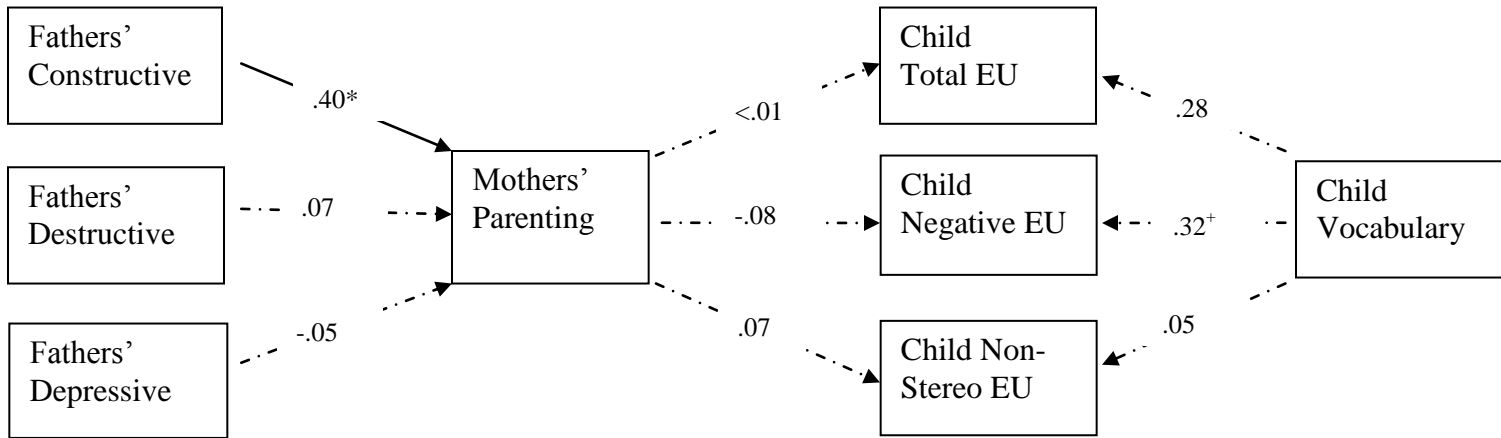 Fathers’
Constructive
.40*
Fathers’
Destructive
.07
Fathers’
Depressive
-.05
Mothers’
Parenting
<.01
-.08
.07
Child
Total EU
Child
Negative EU
Child Non-
Stereo EU
.28
.32+
.05
Child
Vocabulary